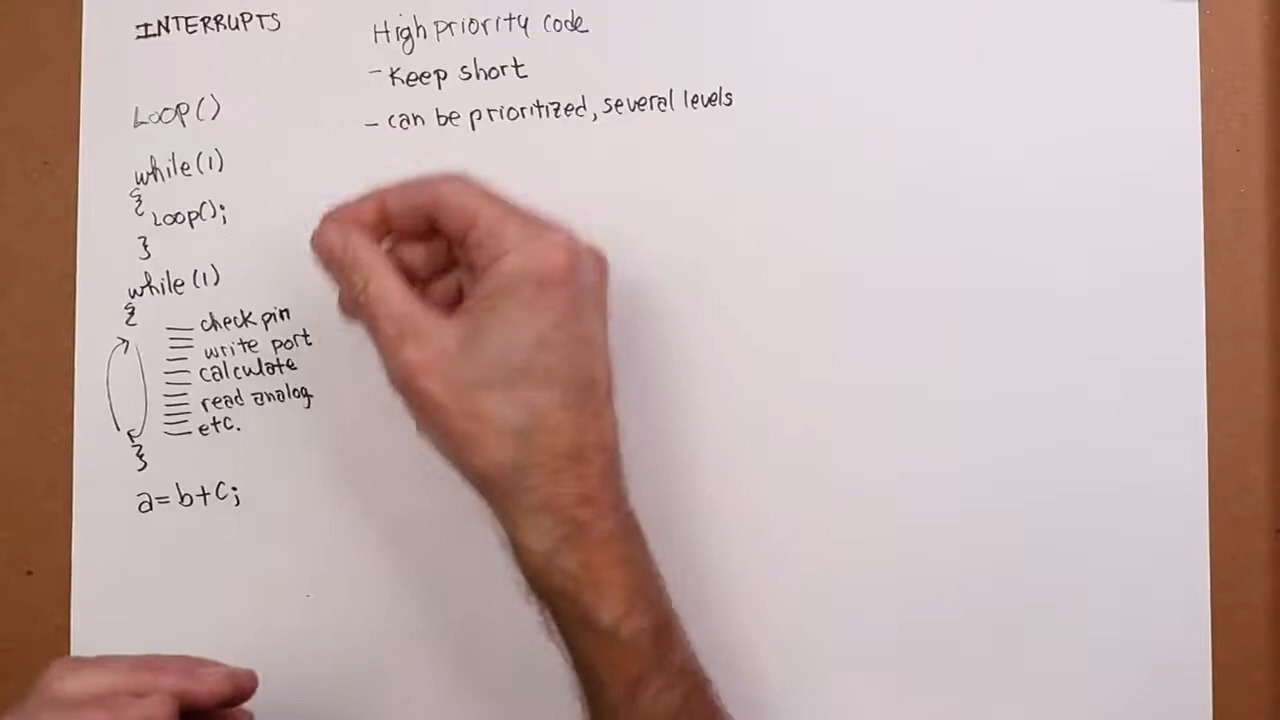 INTERRUPTS
Loop()
while(1)
{
Loop();
}
while(1)
{
check pin
write port
calculate
read analog
etc.
}
a=b+c;
High priority code
- Keep short
- can be prioritized, several levels